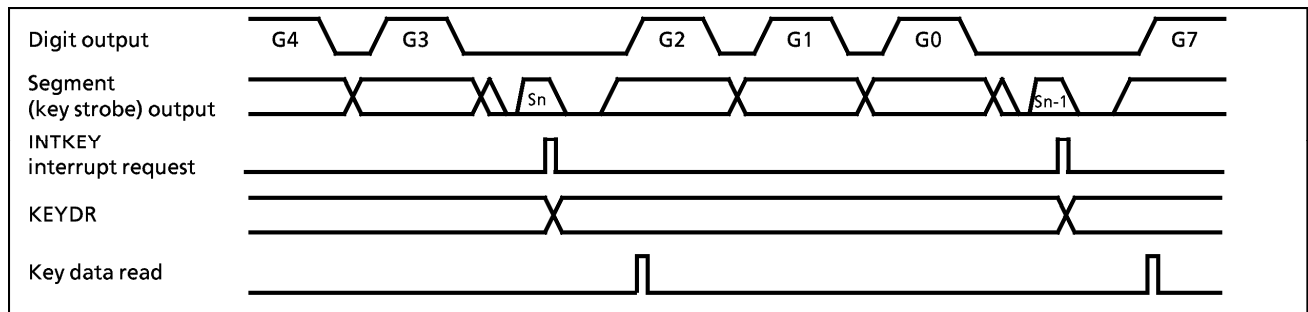 Digit output
G4 G3 G2 G1 G0 G7
Segment
(key strobe) output
Sn Sn-1
INTKEY
interrupt request
KEYDR
Key data read